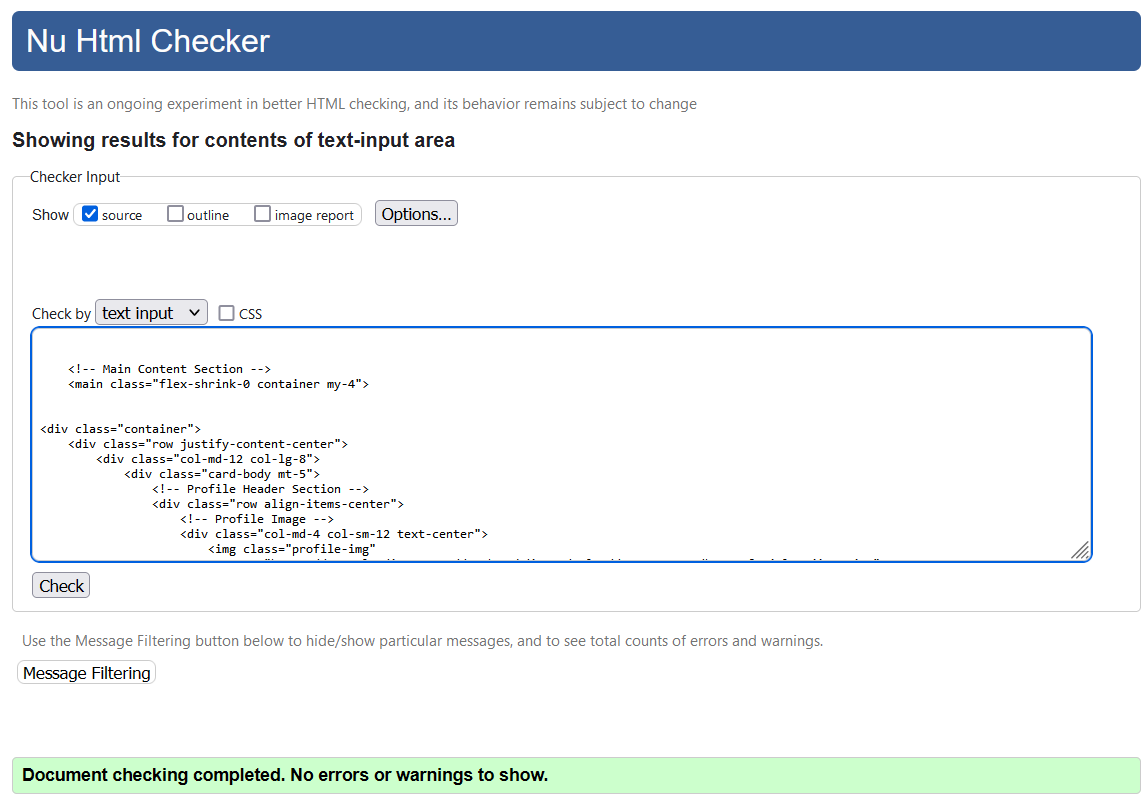 Nu Html Checker
This tool is an ongoing experiment in better HTML checking, and its behavior remains subject to change
Showing results for contents of text-input area
Checker Input
Show source outline image report Options...
Check by text input CSS
<!-- Main Content Section -->
<main class="flex-shrink-0 container my-4">
<div class="container">
<div class="row justify-content-center">
<div class="col-md-12 col-lg-8">
<div class="card-body mt-5">
<!-- Profile Header Section -->
<div class="row align-items-center">
<!-- Profile Image -->
<div class="col-md-4 col-sm-12 text-center">
<img class="profile-img"
Check
Use the Message Filtering button below to hide/show particular messages, and to see total counts of errors and warnings.
Message Filtering
Document checking completed. No errors or warnings to show.